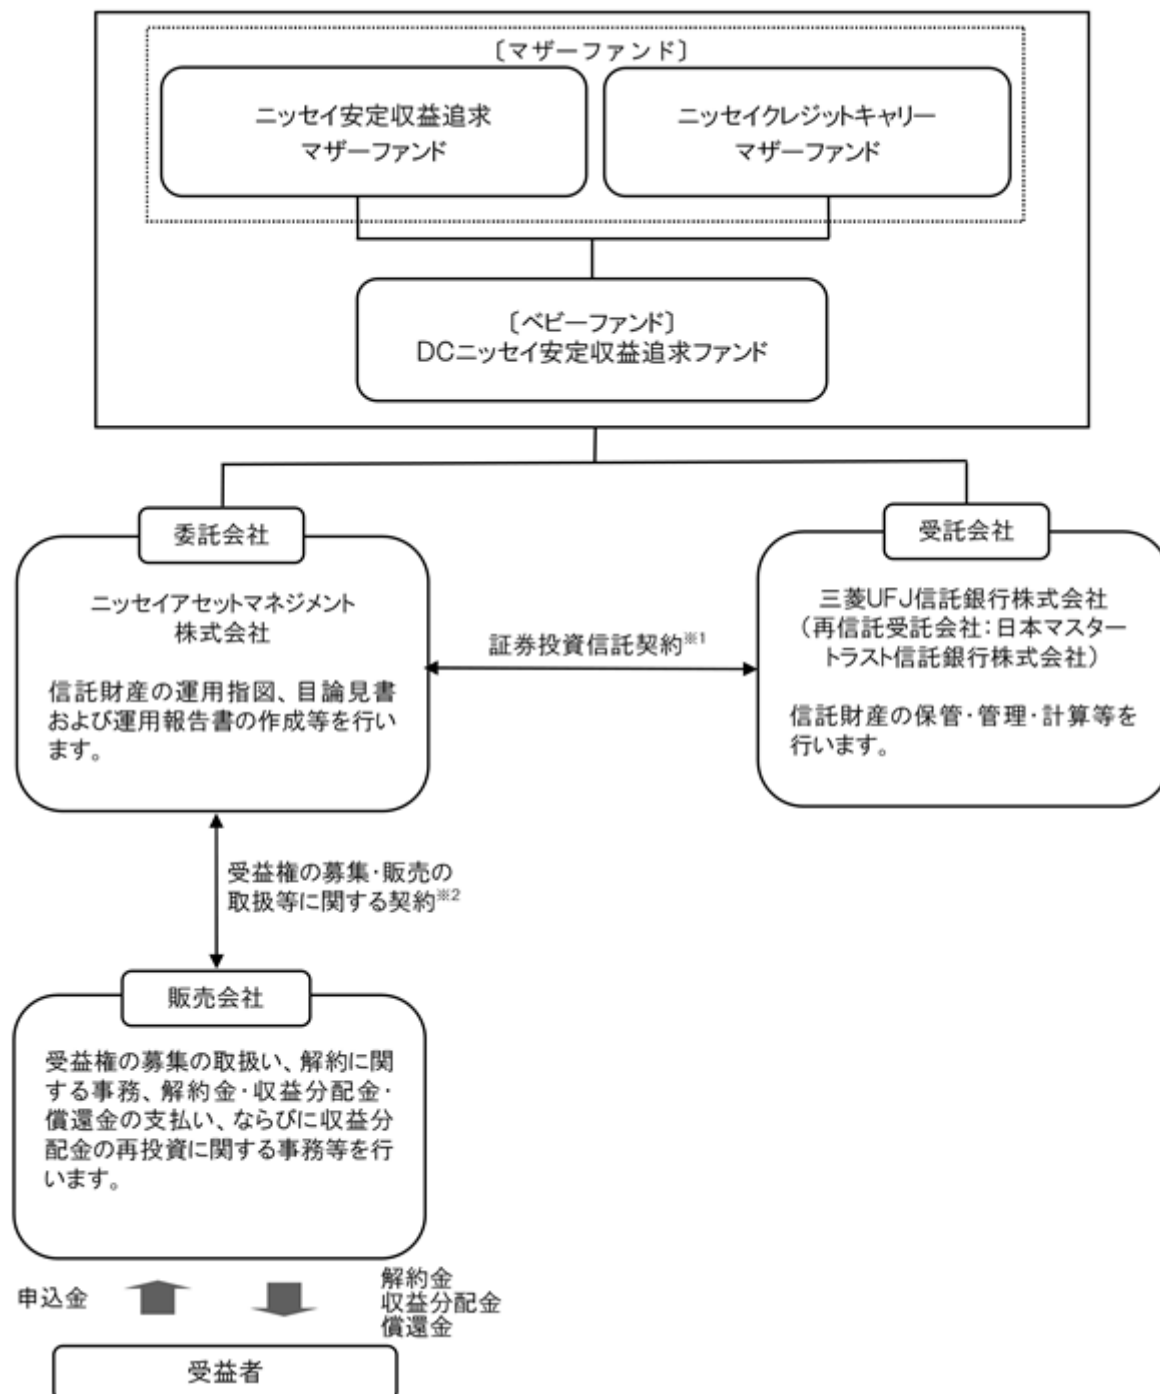 〔マザーファンド〕
ニッセイ安定収益追求
マザーファンド
ニッセイクレジットキャリー
マザーファンド
〔ベビーファンド〕
DCニッセイ安定収益追求ファンド
委託会社
ニッセイアセットマネジメント
株式会社
信託財産の運用指図、目論見書
および運用報告書の作成等を行い
ます。
証券投資信託契約※1
受託会社
三菱UFJ信託銀行株式会社
（再信託受託会社：日本マスター
トラスト信託銀行株式会社）
信託財産の保管・管理・計算等を
行います。
受益権の募集・販売の
取扱等に関する契約※2
販売会社
受益権の募集の取扱い、解約に関
する事務、解約金・収益分配金・
償還金の支払い、ならびに収益分
配金の再投資に関する事務等を行
います。
申込金
解約金
収益分配金
償還金
受益者